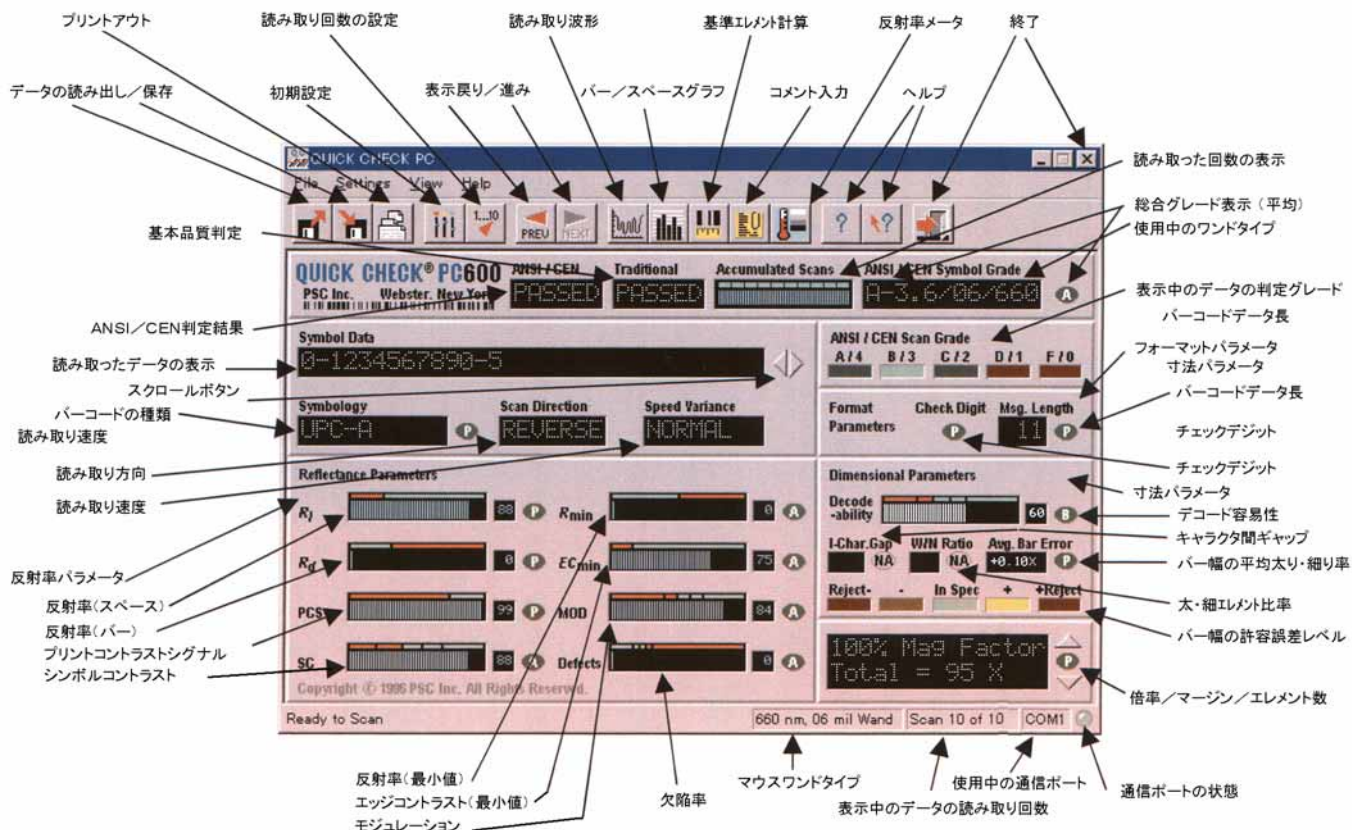 プリントアウト
読み取り回数の設定
読み取り波形
基準エレメント計算
反射率メータ
終了
データの読み出し／保存
初期設定
表示戻り／進み
バー／スペースグラフ
コメント入力
ヘルプ
読み取った回数の表示
総合グレード表示（平均）
使用中のワンドタイプ
基本品質判定
ANSI／CEN判定結果
表示中のデータの判定グレード
バーコードデータ長
読み取ったデータの表示
スクロールボタン
フォーマットパラメータ
寸法パラメータ
バーコードの種類
バーコードデータ長
読み取り速度
チェックデジット
読み取り方向
チェックデジット
読み取り速度
寸法パラメータ
デコード容易性
キャラクタ間ギャップ
反射率パラメータ
バー幅の平均太り・細り率
反射率(スペース)
太・細エレメント比率
反射率(バー)
プリントコントラストシグナル
バー幅の許容誤差レベル
シンボルコントラスト
倍率／マージン／エレメント数
反射率(最小値)
エッジコントラスト(最小値)
モジュレーション
欠陥率
マウスワンドタイプ
使用中の通信ポート
表示中のデータの読み取り回数
通信ポートの状態
QUICK CHECK PC
File Settings View Help
1...10
PREV NEXT
QUICK CHECK® PC600
PSC Inc. Webster, New York
ANSI / CEN Traditional Accumulated Scans ANSI / CEN Symbol Grade
PASSED PASSED A-3.6/06/660 A
Symbol Data
0-1234567890-5
ANSI / CEN Scan Grade
A / 4 B / 3 C / 2 D / 1 F / 0
Symbology Scan Direction Speed Variance
UPC-A P REVERSE NORMAL
Format Parameters Check Digit Msg. Length
P 11 P
Reflectance Parameters
Rl 88 P Rmin 0 A
Rd 0 P ECmin 75 A
PCS 99 P MOD 84 A
SC 88 A Defects 0 A
Copyright © 1996 PSC Inc. All Rights Reserved.
Dimensional Parameters
Decode-ability 60 B
I-Char.Gap W/N Ratio Avg. Bar Error
NA NA +0.10X P
Reject- - In Spec + +Reject
100% Mag Factor
Total = 95 X
P
Ready to Scan 660 nm, 06 mil Wand Scan 10 of 10 COM1